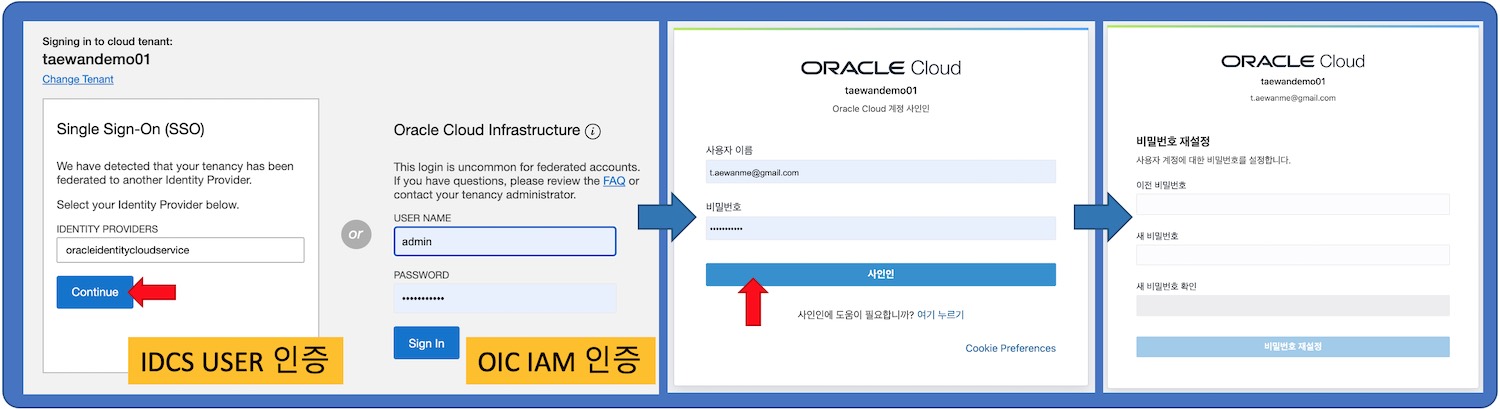 Signing in to cloud tenant:
taewandemo01
Change Tenant
Single Sign-On (SSO)
We have detected that your tenancy has been
federated to another Identity Provider.
Select your Identity Provider below.
IDENTITY PROVIDERS
oracleidentitycloudservice
Continue
IDCS USER 인증
or
Oracle Cloud Infrastructure i
This login is uncommon for federated accounts.
If you have questions, please review the FAQ or
contact your tenancy administrator.
USER NAME
admin
PASSWORD
•••••••••••
Sign In
OIC IAM 인증
ORACLE Cloud
taewandemo01
Oracle Cloud 계정 사인인
사용자 이름
t.aewanme@gmail.com
비밀번호
•••••••••••
사인인
사인인에 도움이 필요합니까? 여기 누르기
Cookie Preferences
ORACLE Cloud
taewandemo01
t.aewanme@gmail.com
비밀번호 재설정
사용자 계정에 대한 비밀번호를 설정합니다.
이전 비밀번호
새 비밀번호
새 비밀번호 확인
비밀번호 재설정